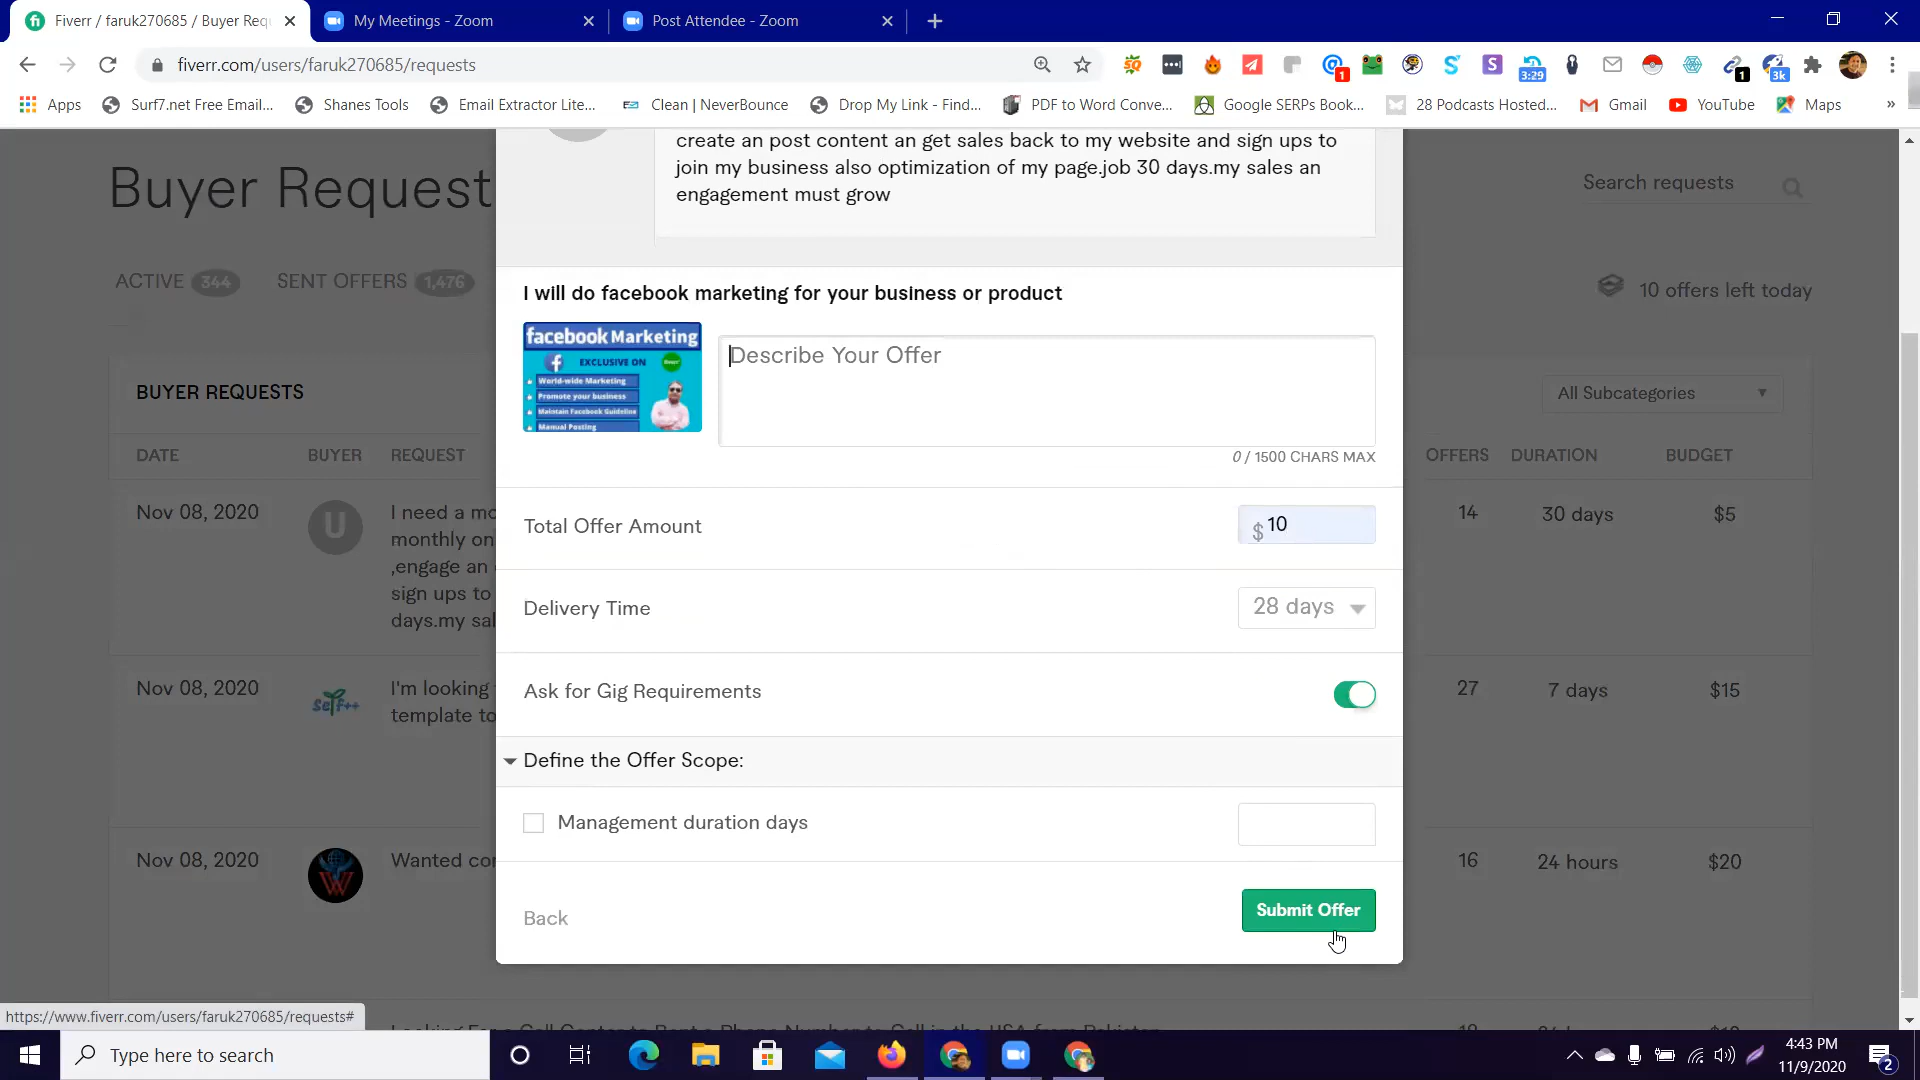 Fiverr / faruk270685 / Buyer Req
My Meetings - Zoom
Post Attendee - Zoom
fiverr.com/users/faruk270685/requests
1
3:29
1
3k
Apps
Surf7.net Free Email...
Shanes Tools
Email Extractor Lite...
Clean | NeverBounce
Drop My Link - Find...
PDF to Word Conve...
Google SERPs Book...
28 Podcasts Hosted...
Gmail
YouTube
Maps
»
Buyer Request
Search requests
ACTIVE 344
SENT OFFERS 1,476
10 offers left today
BUYER REQUESTS
All Subcategories
DATE
BUYER
REQUEST
OFFERS
DURATION
BUDGET
Nov 08, 2020
U
I need a mo
monthly on
,engage an
sign ups to
days.my sal
14
30 days
$5
Nov 08, 2020
Self++
I'm looking
template to
27
7 days
$15
Nov 08, 2020
W
Wanted cor
16
24 hours
$20
create an post content an get sales back to my website and sign ups to
join my business also optimization of my page.job 30 days.my sales an
engagement must grow
I will do facebook marketing for your business or product
facebook Marketing
EXCLUSIVE ON
World-wide Marketing
Promote your business
Maintain Facebook Guideline
Manual Posting
Describe Your Offer
0 / 1500 CHARS MAX
Total Offer Amount
$ 10
Delivery Time
28 days
Ask for Gig Requirements
Define the Offer Scope:
Management duration days
Back
Submit Offer
https://www.fiverr.com/users/faruk270685/requests#
Type here to search
4:43 PM
11/9/2020
2